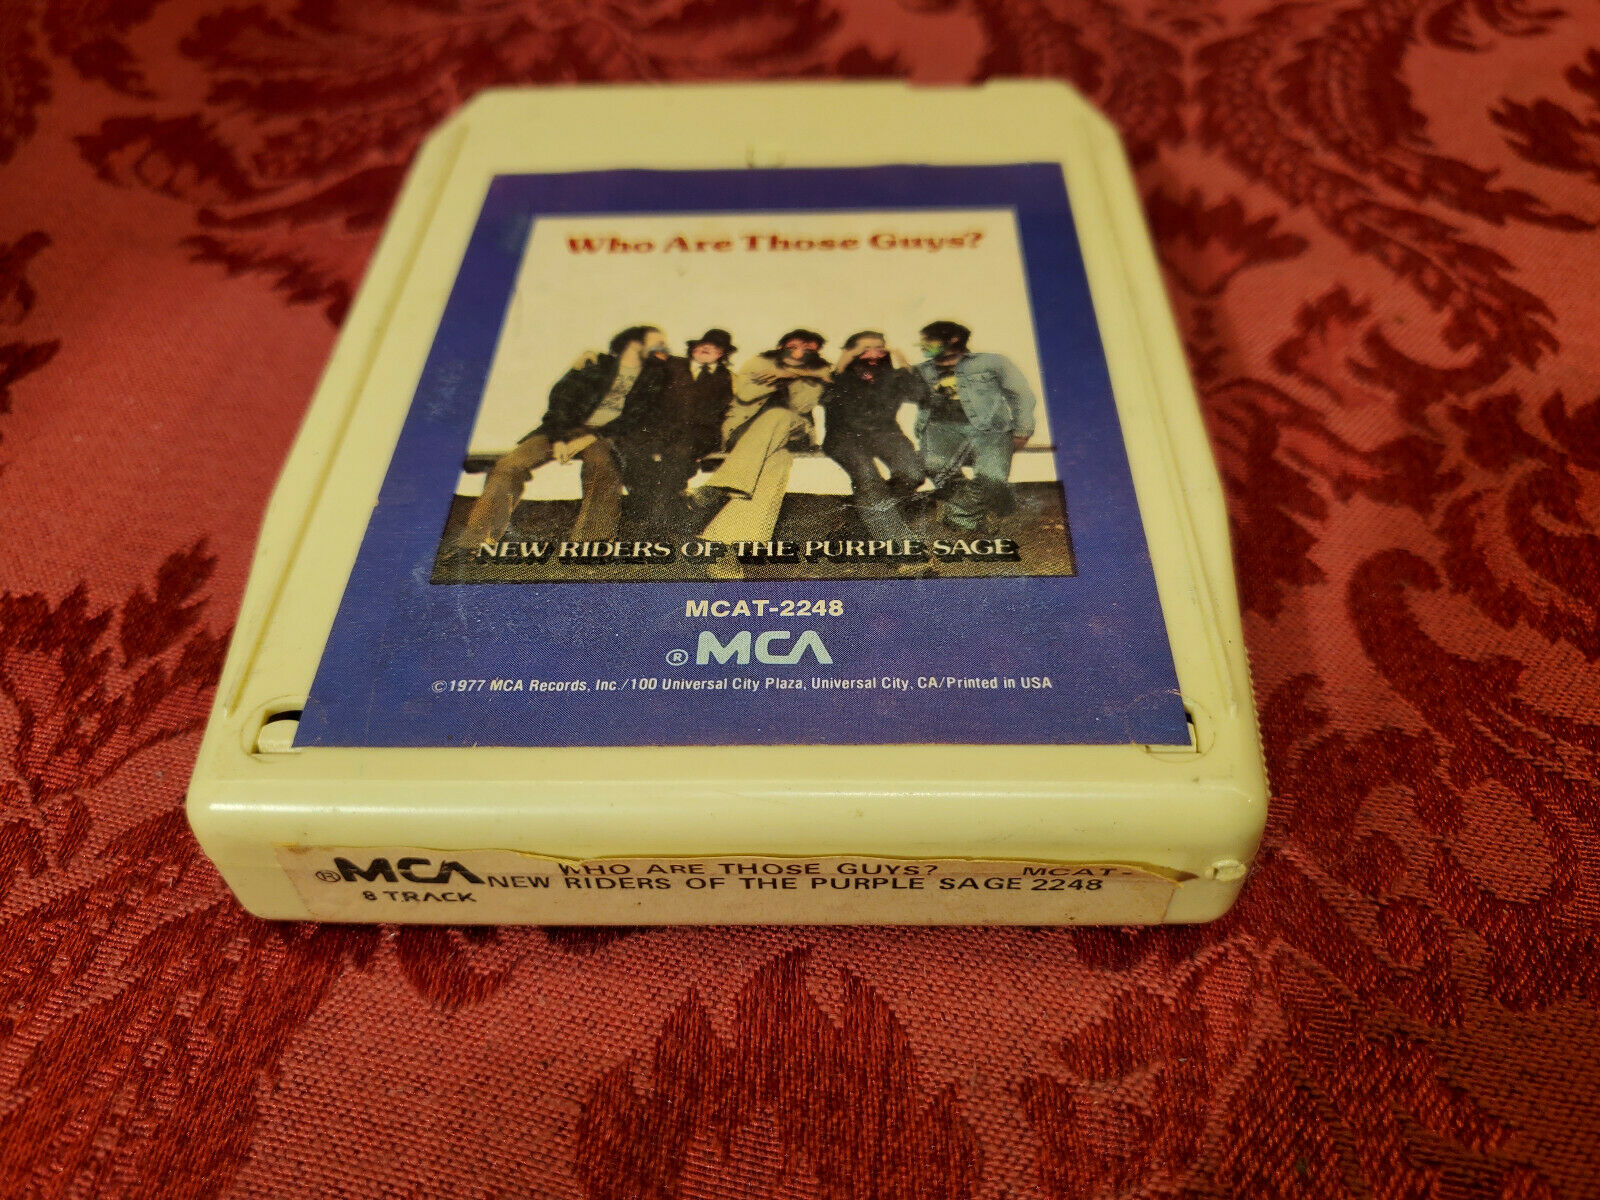 Who Are Those Guys?
NEW RIDERS OF THE PURPLE SAGE
MCAT-2248
® MCA
©1977 MCA Records, Inc./100 Universal City Plaza, Universal City, CA/Printed in USA
® MCA
8 TRACK
WHO ARE THOSE GUYS? MCAT-
NEW RIDERS OF THE PURPLE SAGE 2248